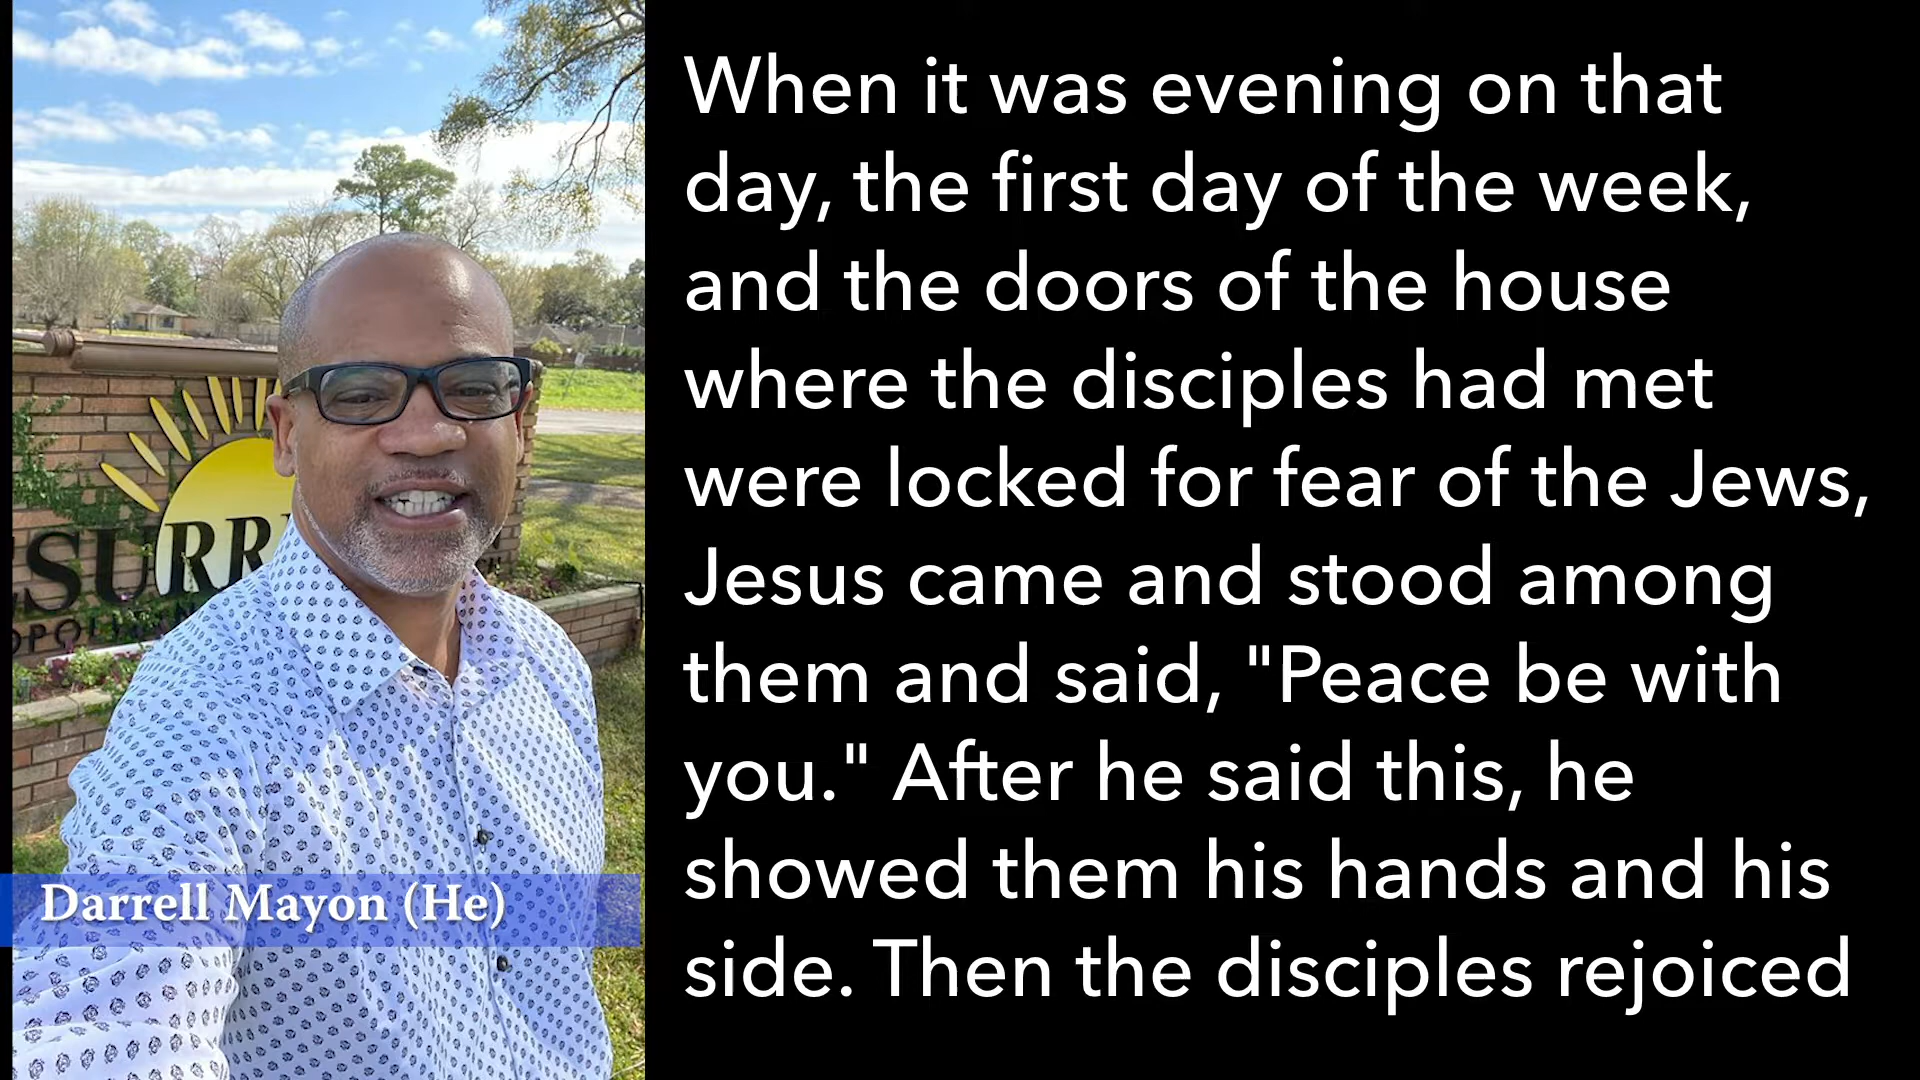 SURR
OPOLI
Darrell Mayon (He)
When it was evening on that
day, the first day of the week,
and the doors of the house
where the disciples had met
were locked for fear of the Jews,
Jesus came and stood among
them and said, "Peace be with
you." After he said this, he
showed them his hands and his
side. Then the disciples rejoiced